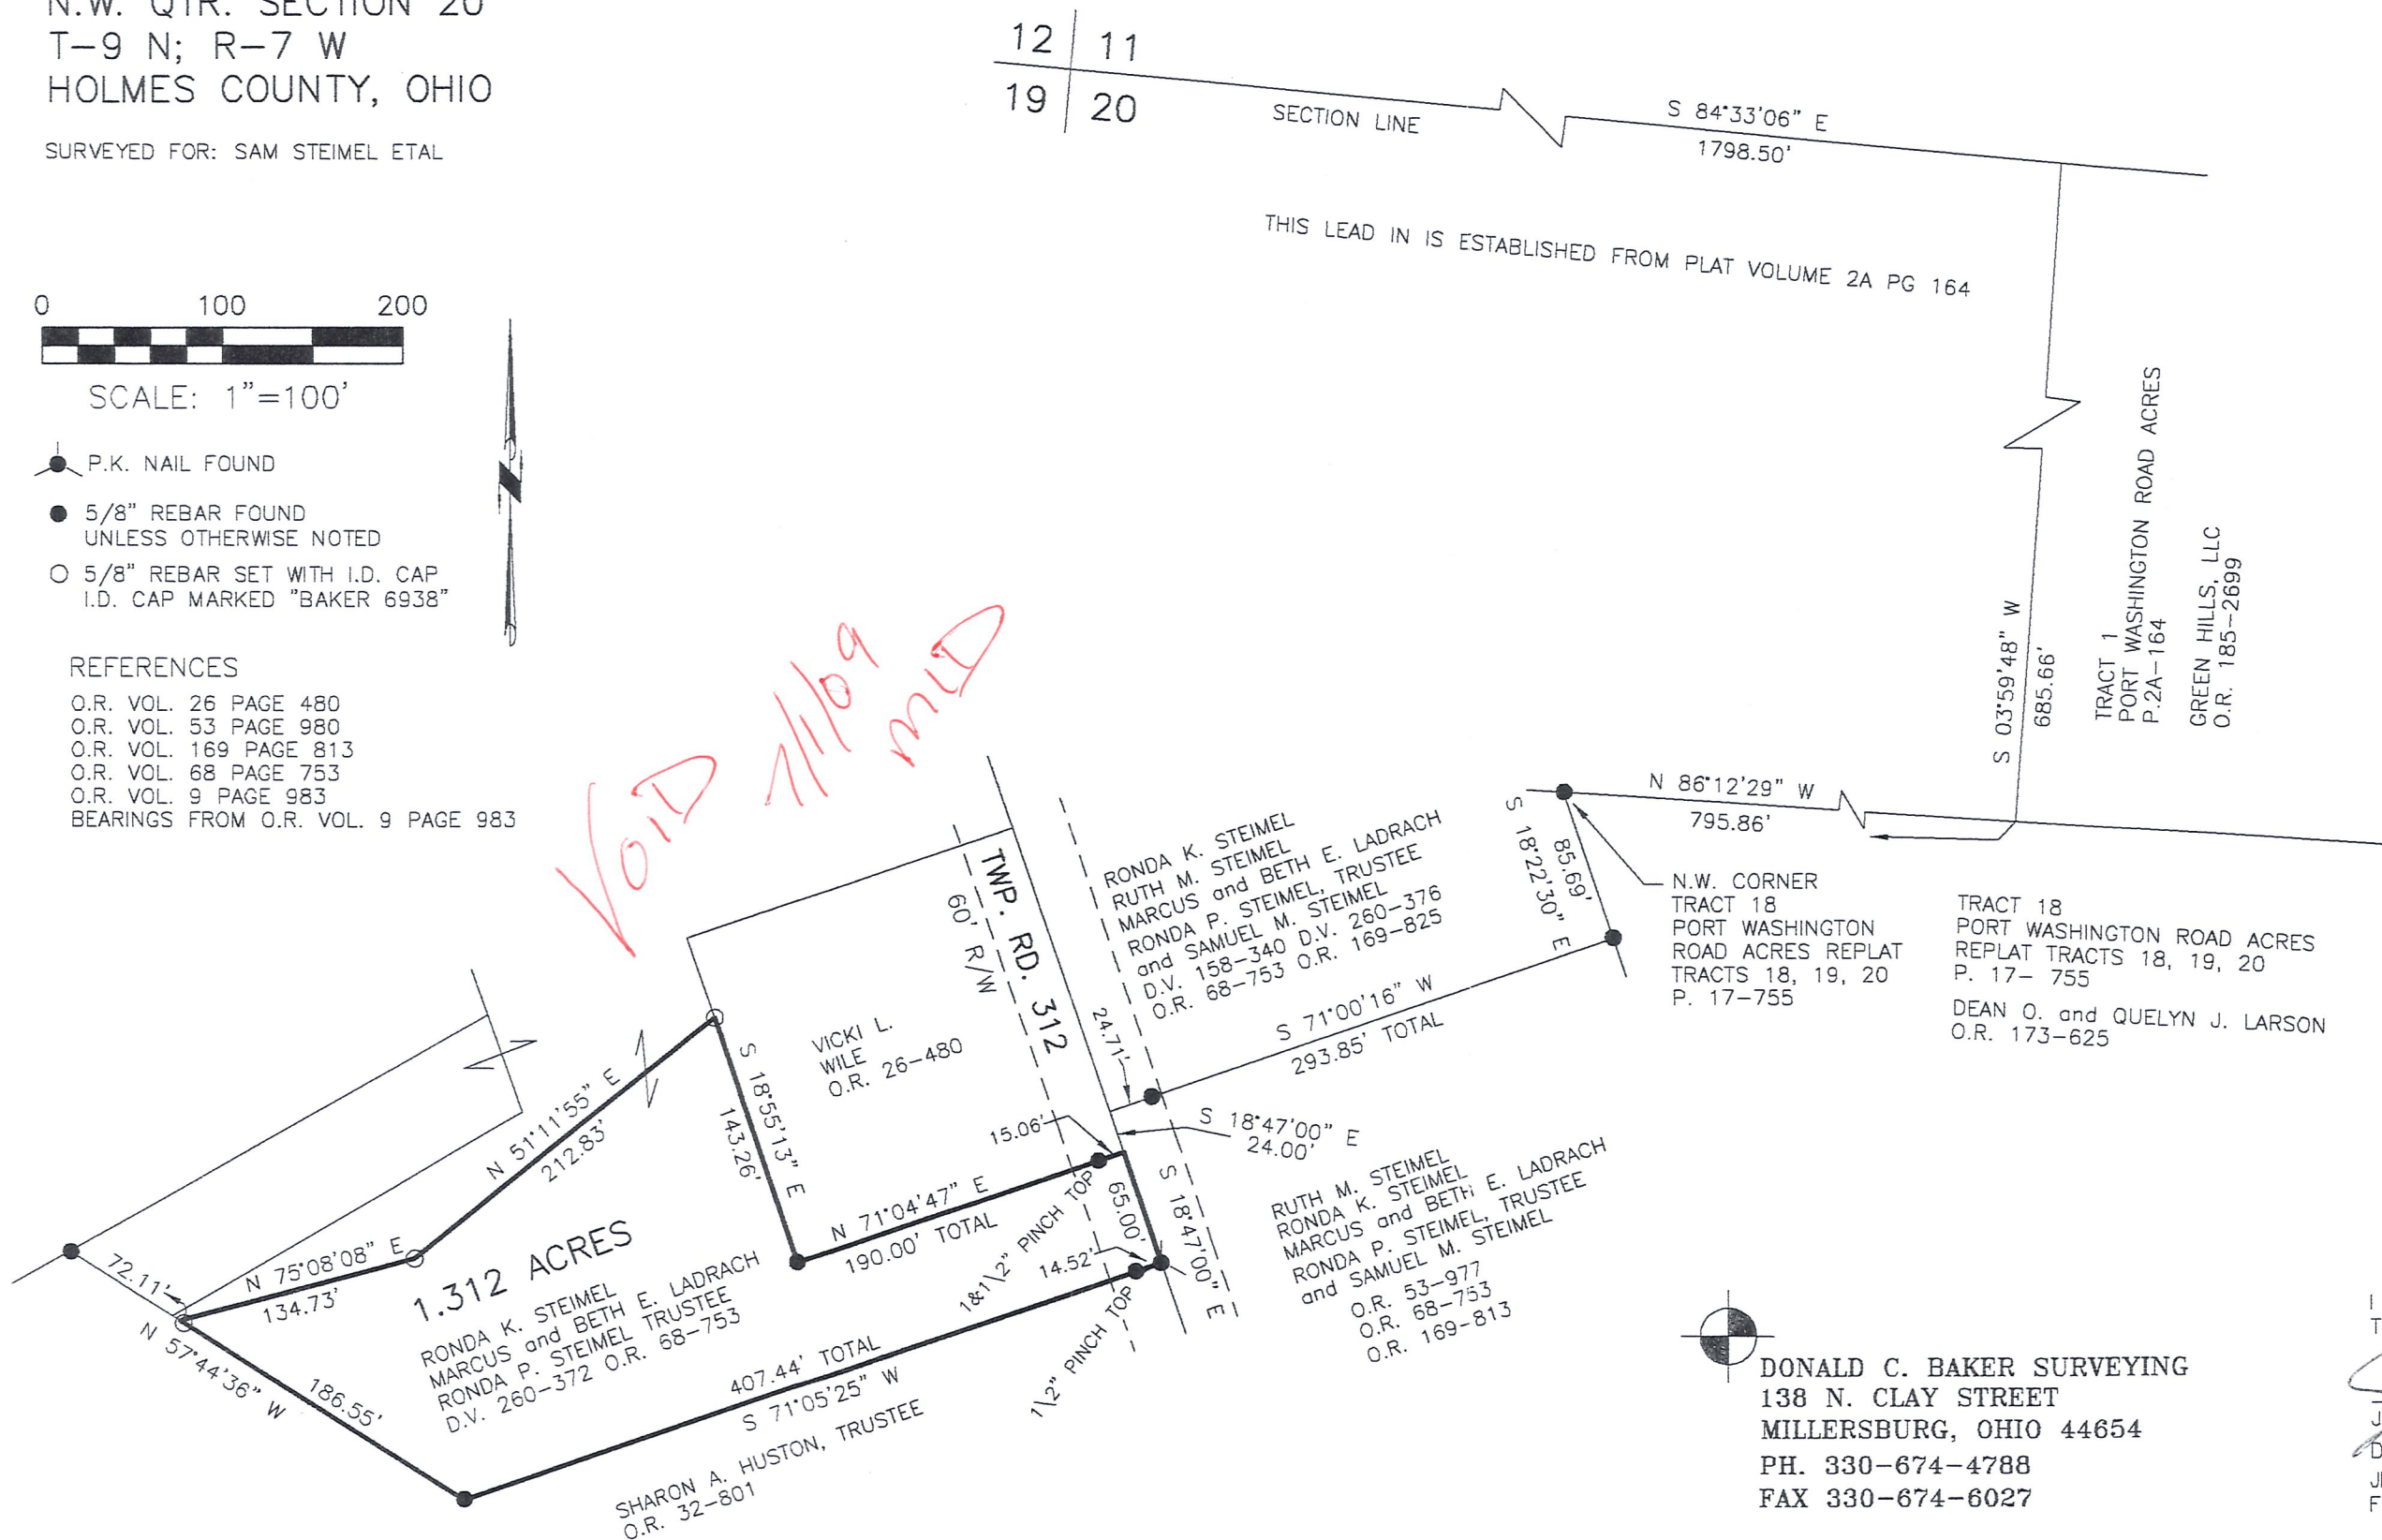 N.W. QTR. SECTION 20
T-9 N; R-7 W
HOLMES COUNTY, OHIO
SURVEYED FOR: SAM STEIMEL ETAL
12 11
19 20
SECTION LINE
S 84°33'06" E
1798.50'
THIS LEAD IN IS ESTABLISHED FROM PLAT VOLUME 2A PG 164
0 100 200
SCALE: 1"=100'
P.K. NAIL FOUND
5/8" REBAR FOUND
UNLESS OTHERWISE NOTED
5/8" REBAR SET WITH I.D. CAP
I.D. CAP MARKED "BAKER 6938"
REFERENCES
O.R. VOL. 26 PAGE 480
O.R. VOL. 53 PAGE 980
O.R. VOL. 169 PAGE 813
O.R. VOL. 68 PAGE 753
O.R. VOL. 9 PAGE 983
BEARINGS FROM O.R. VOL. 9 PAGE 983
VOID 7/1/09
MLD
S 03°59'48" W
685.66'
TRACT 1
PORT WASHINGTON ROAD ACRES
P.2A-164
GREEN HILLS, LLC
O.R. 185-2699
N 86°12'29" W
795.86'
S 18°22'30" E
85.69'
N.W. CORNER
TRACT 18
PORT WASHINGTON
ROAD ACRES REPLAT
TRACTS 18, 19, 20
P. 17-755
TRACT 18
PORT WASHINGTON ROAD ACRES
REPLAT TRACTS 18, 19, 20
P. 17- 755
DEAN O. and QUELYN J. LARSON
O.R. 173-625
RONDA K. STEIMEL
RUTH M. STEIMEL
MARCUS and BETH E. LADRACH
RONDA P. STEIMEL, TRUSTEE
and SAMUEL M. STEIMEL
D.V. 158-340 D.V. 260-376
O.R. 68-753 O.R. 169-825
TWP. RD. 312
60' R/W
24.71'
S 71°00'16" W
293.85' TOTAL
S 18°47'00" E
24.00'
VICKI L.
WILE
O.R. 26-480
S 18°55'13" E
143.26'
N 51°11'55" E
212.83'
15.06'
N 71°04'47" E
190.00' TOTAL
1&1\2" PINCH TOP
65.00'
S 18°47'00" E
14.52'
1\2" PINCH TOP
RUTH M. STEIMEL
RONDA K. STEIMEL
MARCUS and BETH E. LADRACH
RONDA P. STEIMEL, TRUSTEE
and SAMUEL M. STEIMEL
O.R. 53-977
O.R. 68-753
O.R. 169-813
72.11'
N 75°08'08" E
134.73'
1.312 ACRES
RONDA K. STEIMEL
MARCUS and BETH E. LADRACH
RONDA P. STEIMEL TRUSTEE
D.V. 260-372 O.R. 68-753
N 57°44'36" W
186.55'
407.44' TOTAL
S 71°05'25" W
SHARON A. HUSTON, TRUSTEE
O.R. 32-801
DONALD C. BAKER SURVEYING
138 N. CLAY STREET
MILLERSBURG, OHIO 44654
PH. 330-674-4788
FAX 330-674-6027